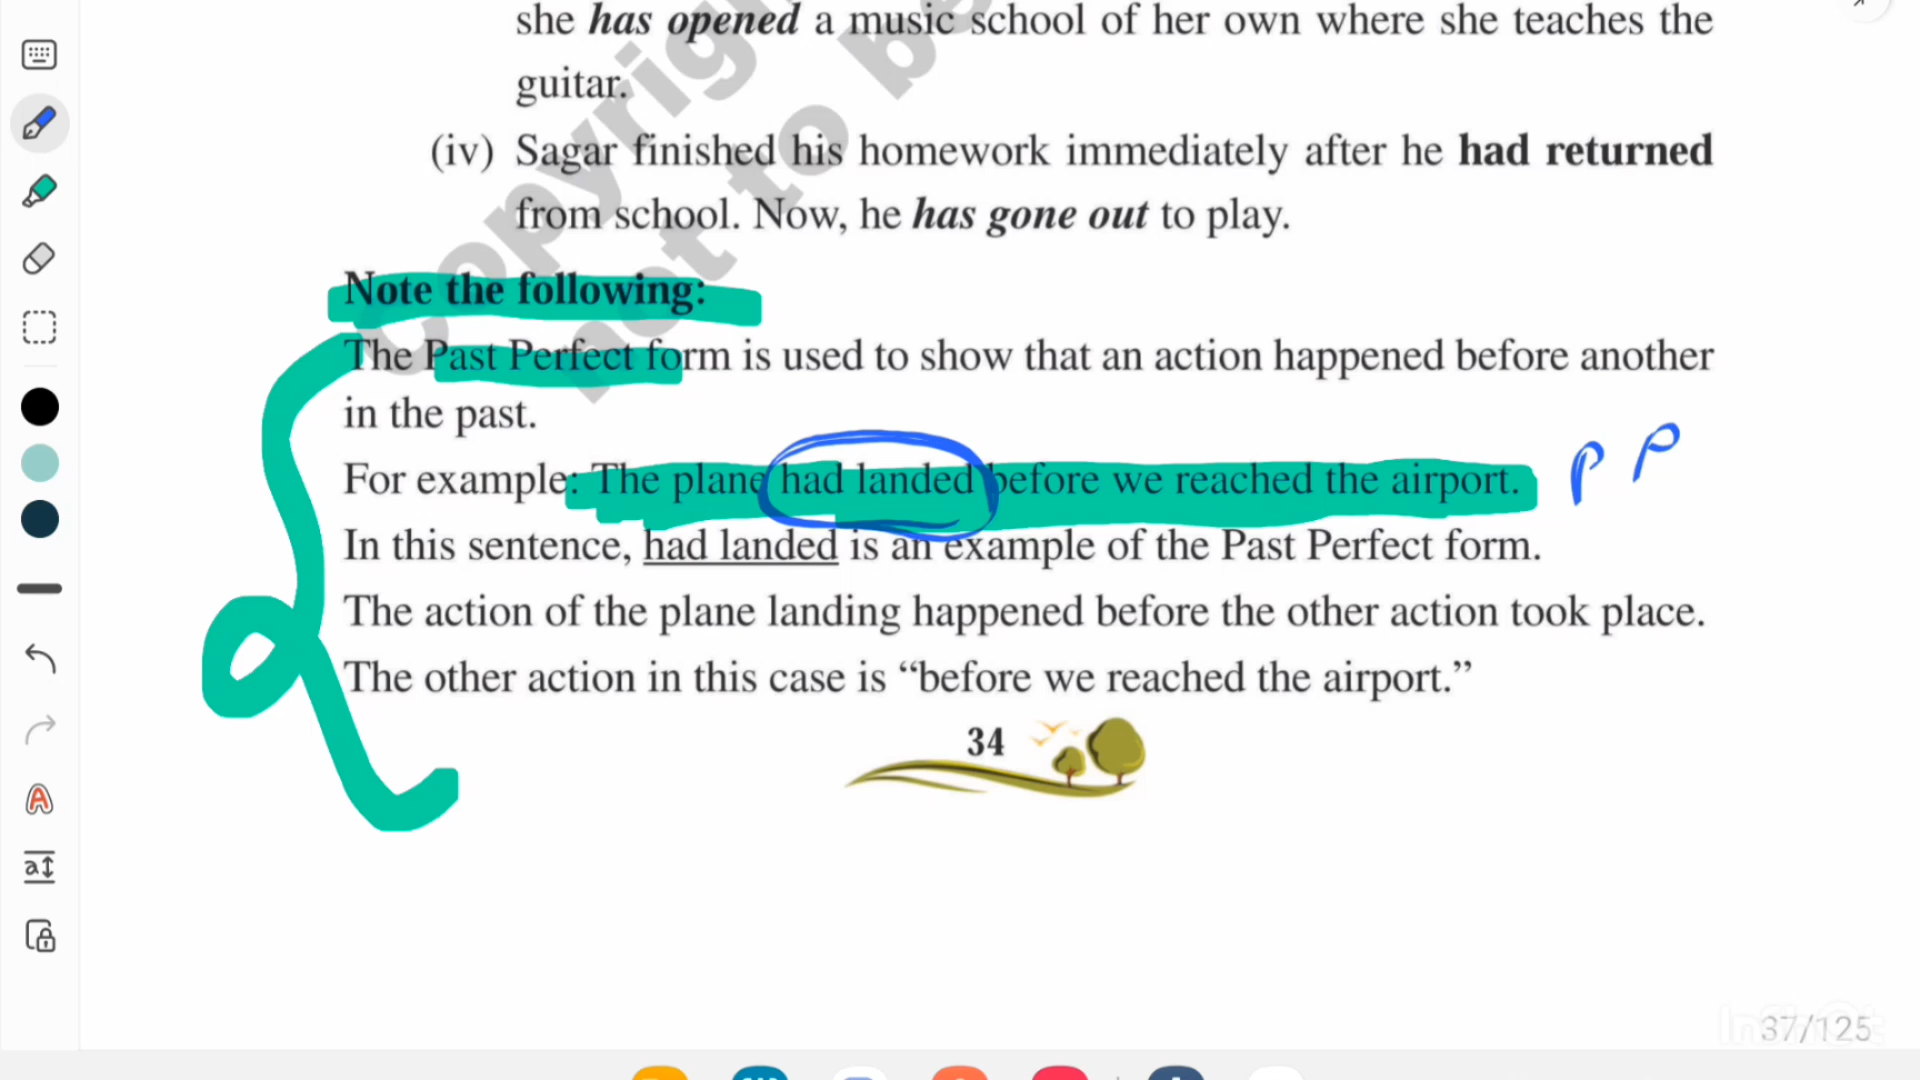 she has opened a music school of her own where she teaches the
guitar.
(iv) Sagar finished his homework immediately after he had returned
from school. Now, he has gone out to play.
Note the following:
The Past Perfect form is used to show that an action happened before another
in the past.
For example: The plane had landed before we reached the airport.
P P
In this sentence, had landed is an example of the Past Perfect form.
The action of the plane landing happened before the other action took place.
The other action in this case is “before we reached the airport.”
34
37/125